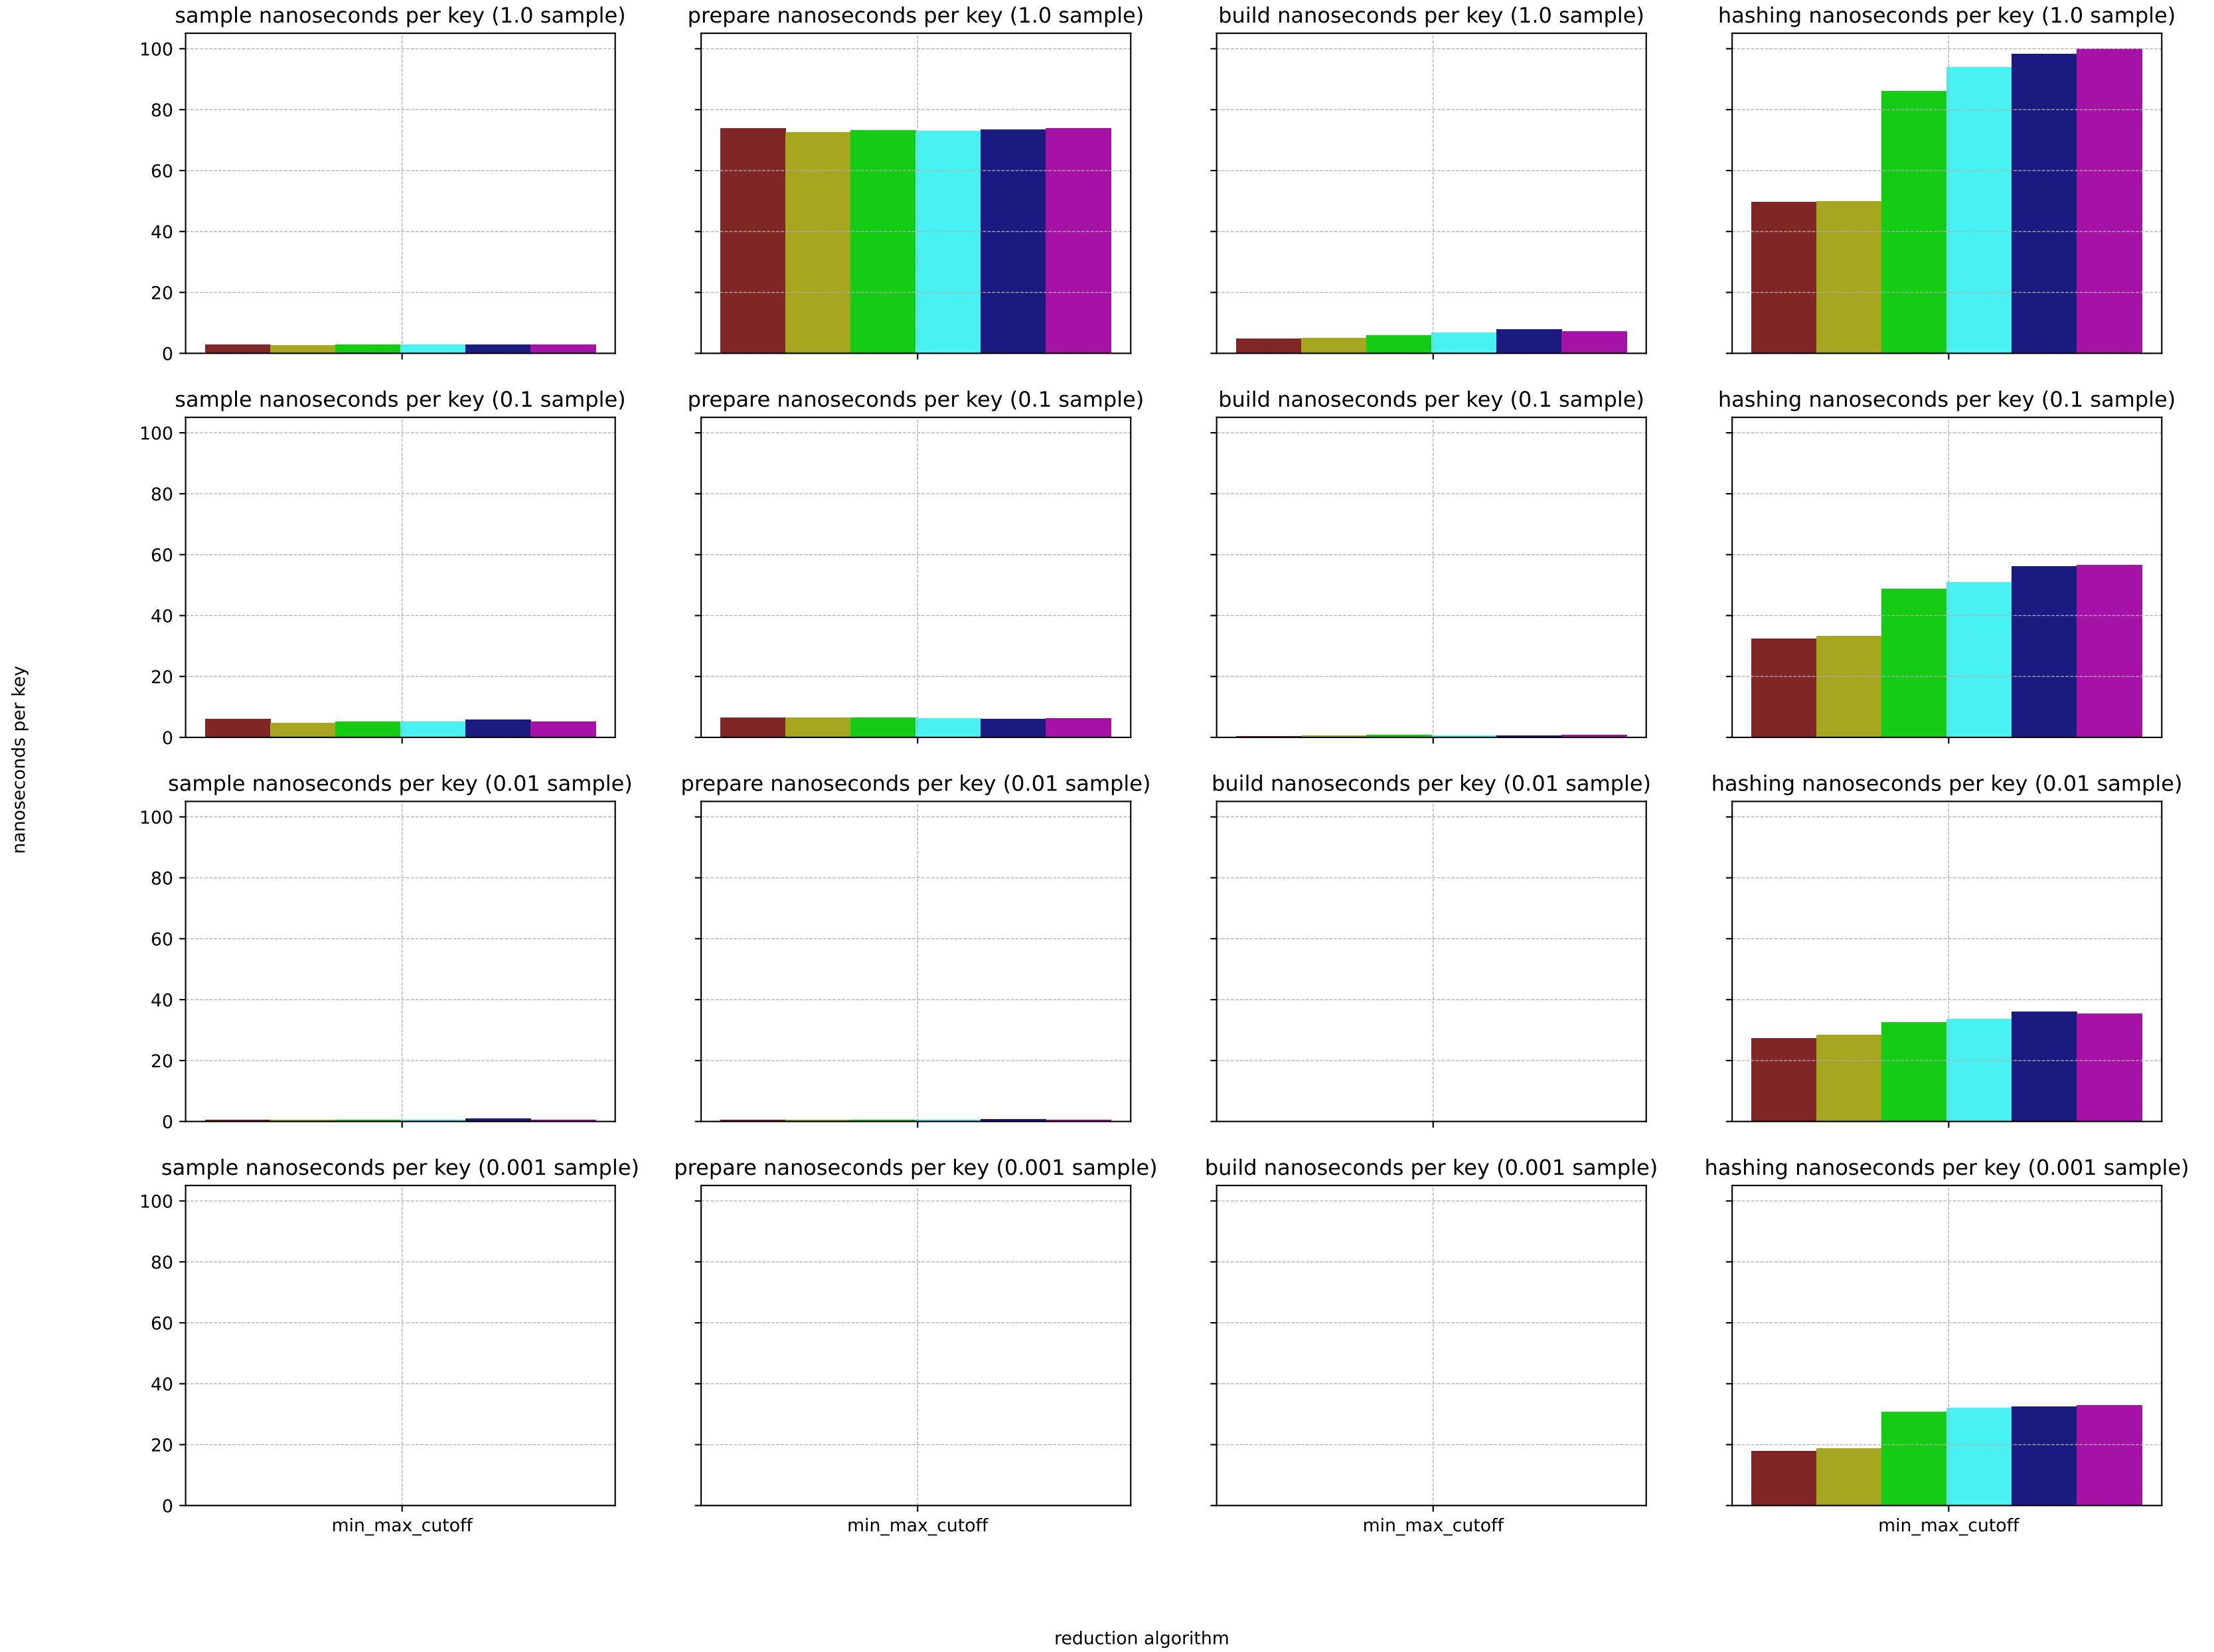 sample nanoseconds per key (1.0 sample)
prepare nanoseconds per key (1.0 sample)
build nanoseconds per key (1.0 sample)
hashing nanoseconds per key (1.0 sample)
100
80
60
40
20
0
sample nanoseconds per key (0.1 sample)
prepare nanoseconds per key (0.1 sample)
build nanoseconds per key (0.1 sample)
hashing nanoseconds per key (0.1 sample)
100
80
60
40
20
0
nanoseconds per key
sample nanoseconds per key (0.01 sample)
prepare nanoseconds per key (0.01 sample)
build nanoseconds per key (0.01 sample)
hashing nanoseconds per key (0.01 sample)
100
80
60
40
20
0
sample nanoseconds per key (0.001 sample)
prepare nanoseconds per key (0.001 sample)
build nanoseconds per key (0.001 sample)
hashing nanoseconds per key (0.001 sample)
100
80
60
40
20
0
min_max_cutoff
min_max_cutoff
min_max_cutoff
min_max_cutoff
reduction algorithm